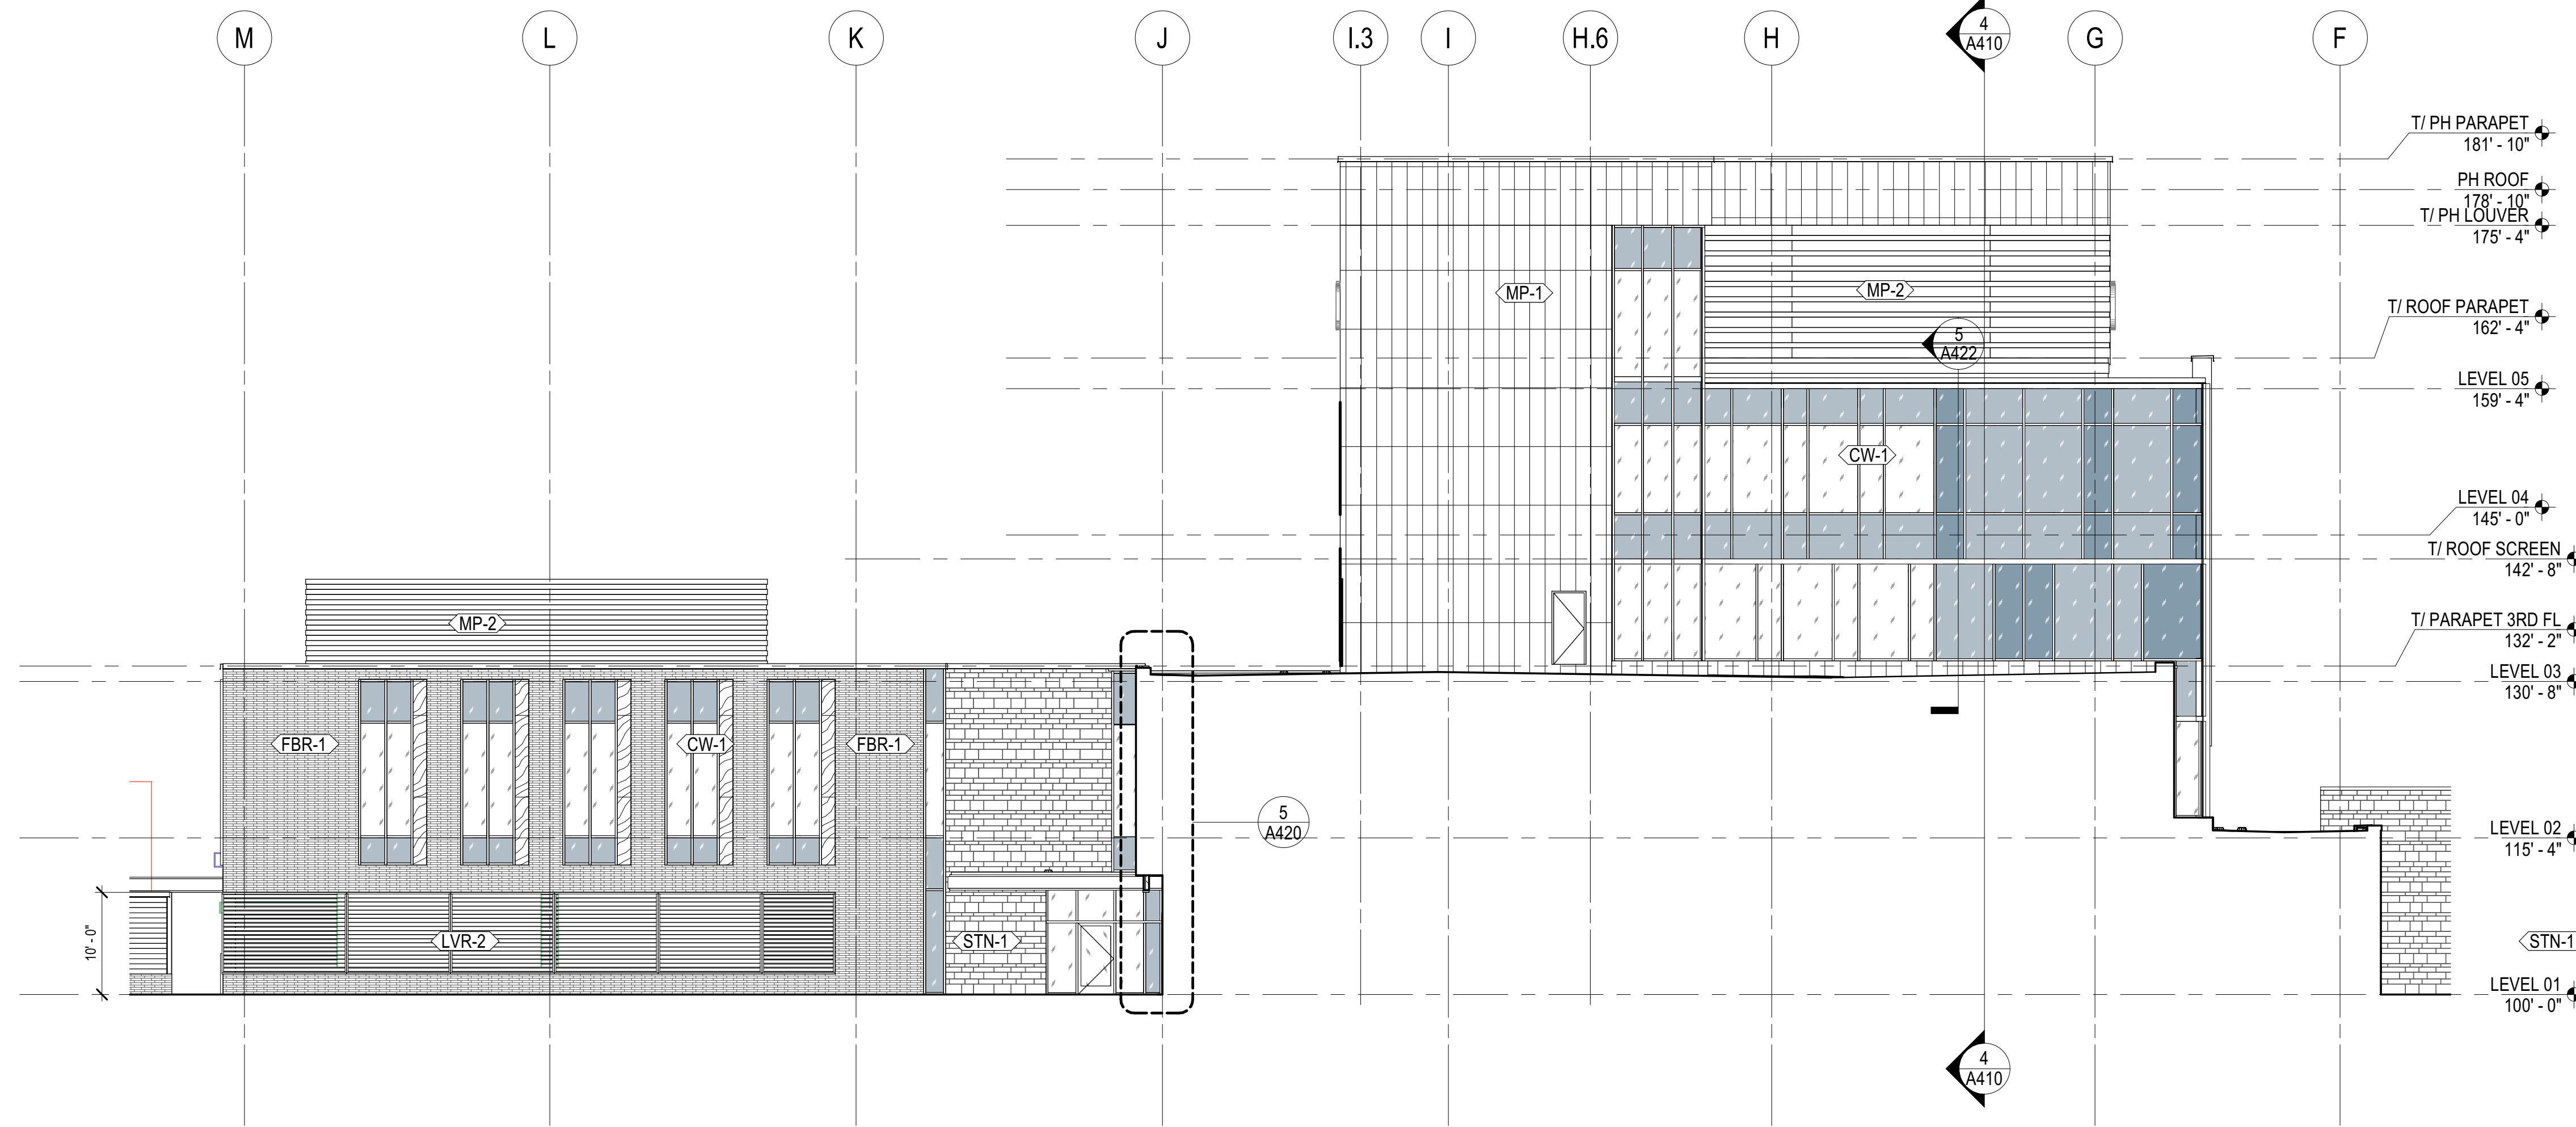 M
L
K
J
I.3
I
H.6
H
4
A410
G
F
T/ PH PARAPET
181' - 10"
PH ROOF
178' - 10"
T/ PH LOUVER
175' - 4"
MP-1
MP-2
T/ ROOF PARAPET
162' - 4"
5
A422
LEVEL 05
159' - 4"
CW-1
LEVEL 04
145' - 0"
T/ ROOF SCREEN
142' - 8"
MP-2
T/ PARAPET 3RD FL
132' - 2"
LEVEL 03
130' - 8"
FBR-1
CW-1
FBR-1
5
A420
LEVEL 02
115' - 4"
10' - 0"
LVR-2
STN-1
STN-1
LEVEL 01
100' - 0"
4
A410